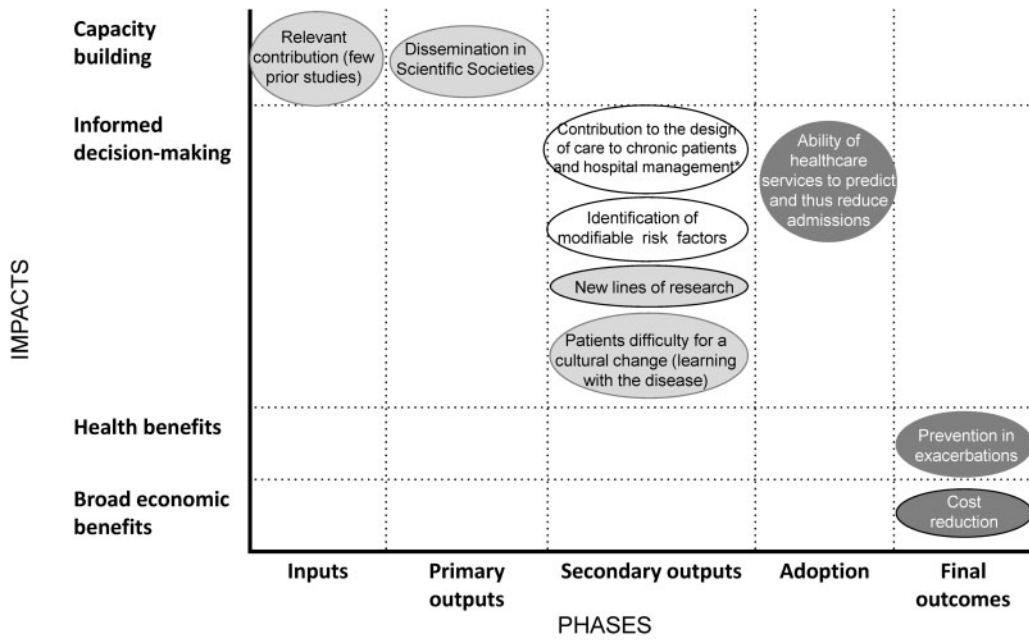 Capacity
building
Relevant
contribution (few
prior studies)
Dissemination in
Scientific Societies
Informed
decision-making
Contribution to the design
of care to chronic patients
and hospital management*
Identification of
modifiable risk factors
New lines of research
Patients difficulty for a
cultural change (learning
with the disease)
Ability of
healthcare
services to predict
and thus reduce
admissions
IMPACTS
Health benefits
Prevention in
exacerbations
Broad economic
benefits
Cost
reduction
Inputs
Primary
outputs
Secondary outputs
Adoption
Final
outcomes
PHASES